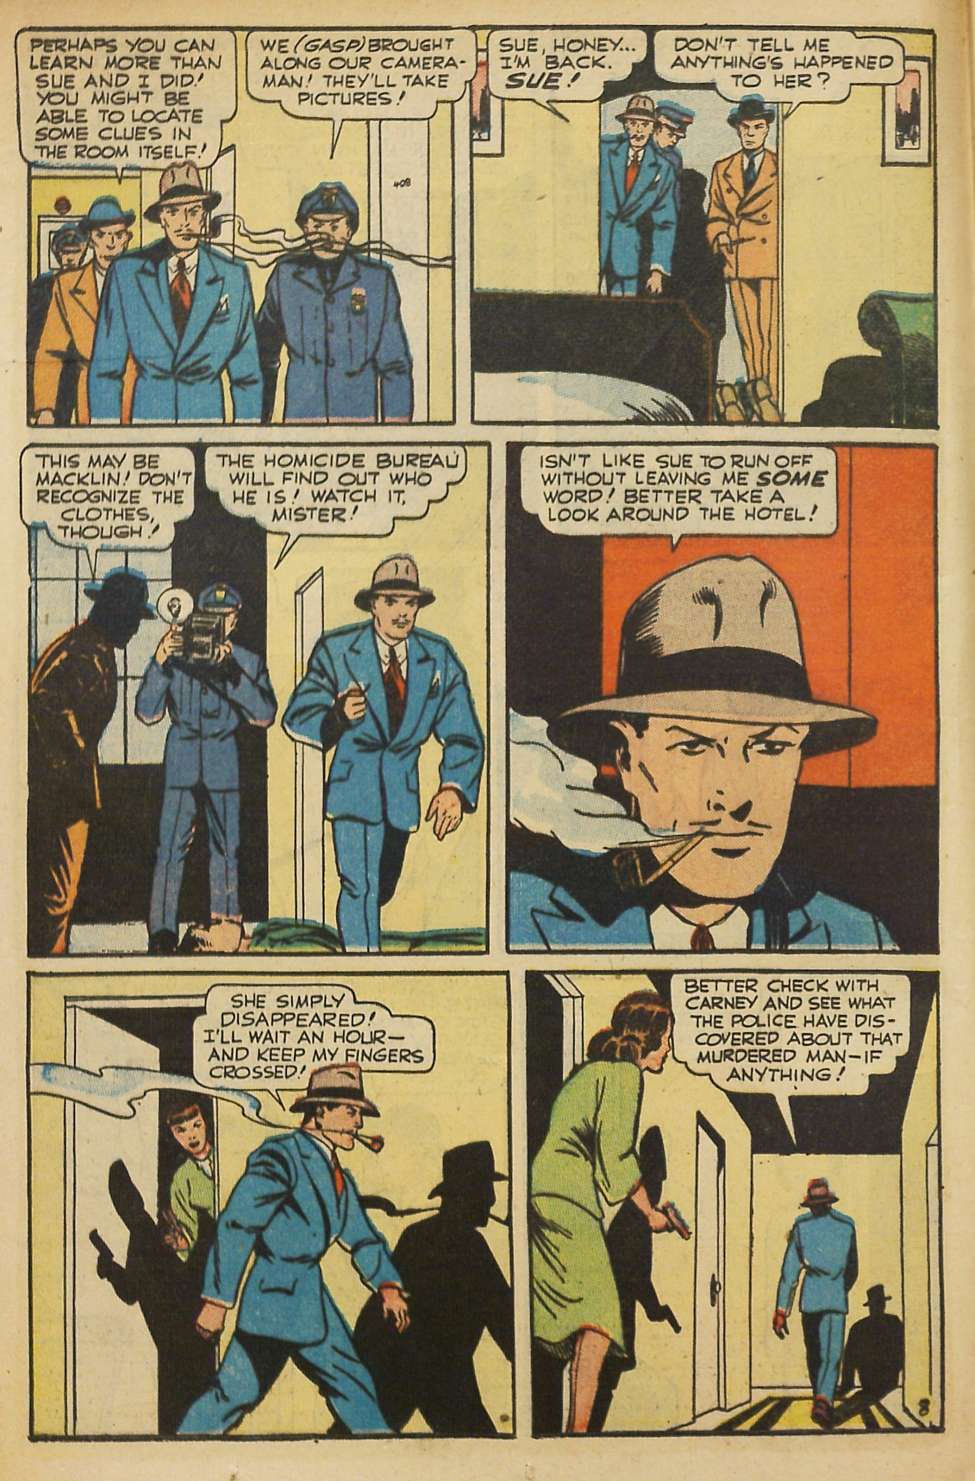 PERHAPS YOU CAN
LEARN MORE THAN
SUE AND I DID!
YOU MIGHT BE
ABLE TO LOCATE
SOME CLUES IN
THE ROOM ITSELF!
WE (GASP) BROUGHT
ALONG OUR CAMERA-
MAN! THEY'LL TAKE
PICTURES!
408
SUE, HONEY...
I'M BACK.
SUE!
DON'T TELL ME
ANYTHING'S HAPPENED
TO HER?
THIS MAY BE
MACKLIN! DON'T
RECOGNIZE THE
CLOTHES,
THOUGH!
THE HOMICIDE BUREAU
WILL FIND OUT WHO
HE IS! WATCH IT,
MISTER!
ISN'T LIKE SUE TO RUN OFF
WITHOUT LEAVING ME SOME
WORD! BETTER TAKE A
LOOK AROUND THE HOTEL!
SHE SIMPLY
DISAPPEARED!
I'LL WAIT AN HOUR—
AND KEEP MY FINGERS
CROSSED!
BETTER CHECK WITH
CARNEY AND SEE WHAT
THE POLICE HAVE DIS-
COVERED ABOUT THAT
MURDERED MAN—IF
ANYTHING!
8